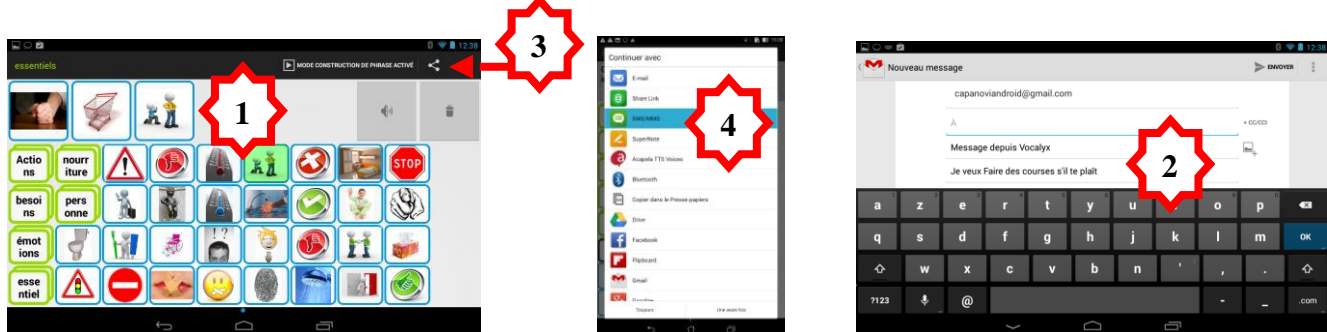 12:38
essentiels
MODE CONSTRUCTION DE PHRASE ACTIVÉ
3
1
Actio
ns
nourr
iture
STOP
besoi
ns
pers
onne
émot
ions
! ?
esse
ntiel
15:08
Continuer avec
E-mail
Share Link
SMS/MMS
SuperNote
Acapela TTS Voices
Bluetooth
Copier dans le Presse-papiers
Drive
Facebook
Flipboard
Gmail
Toujours
Une seule fois
4
12:38
Nouveau message
ENVOYER
capanoviandroid@gmail.com
À
+ CC/CCI
Message depuis Vocalyx
Je veux Faire des courses s'il te plaît
2
a z e r t y u o p
q s d f g h j k l m OK
w x c v b n ' , .
?123 @ - _ .com